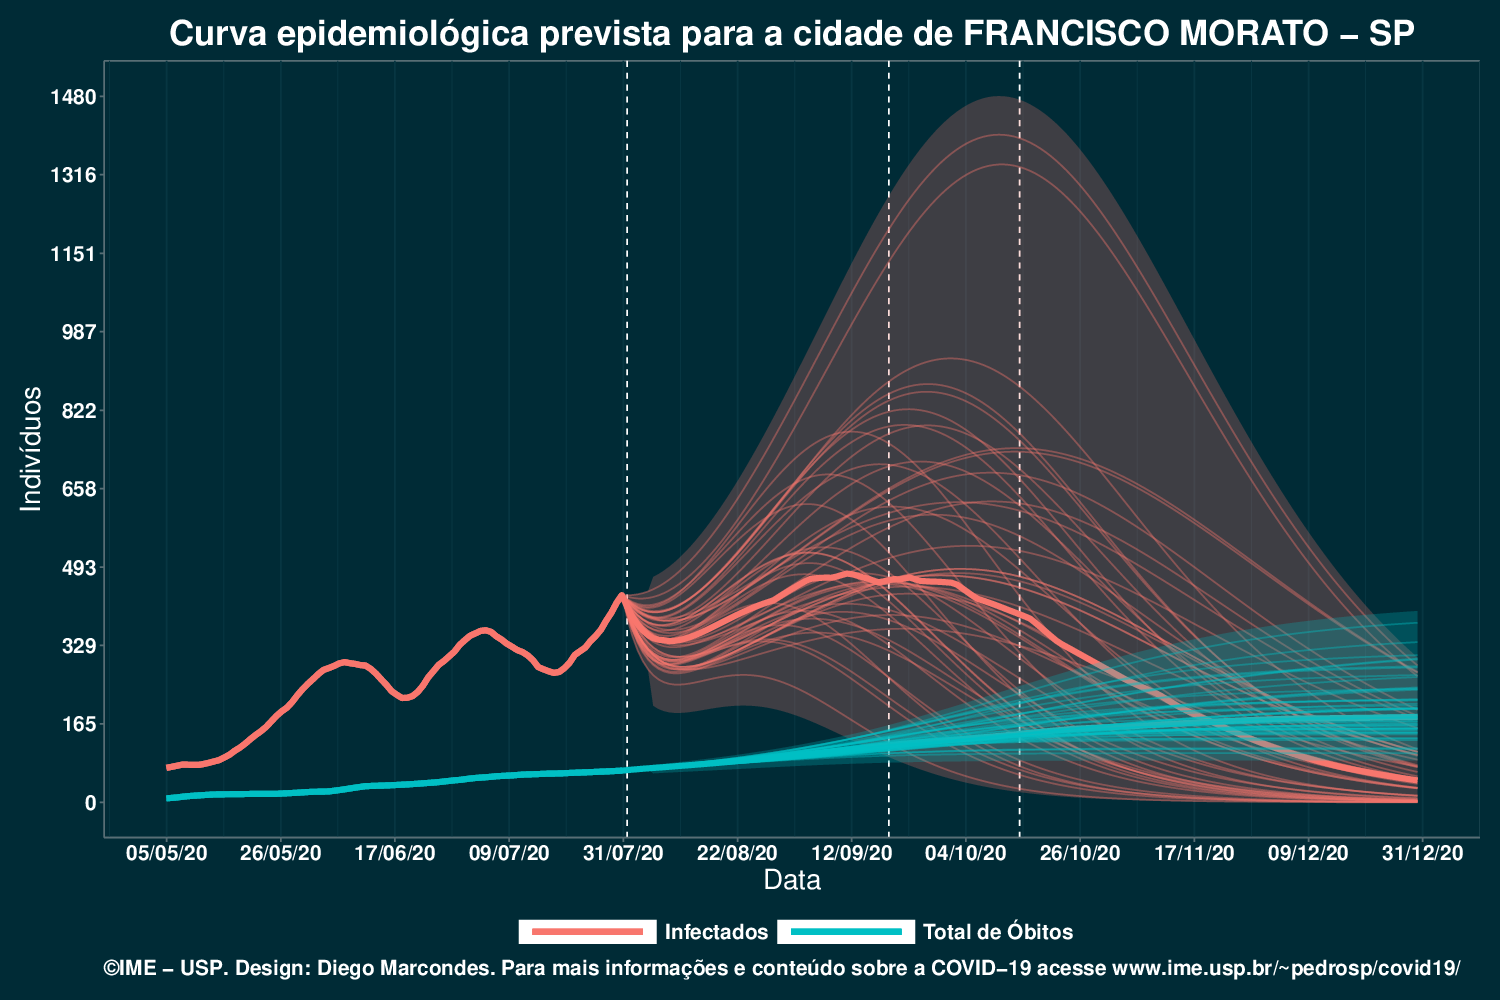 Curva epidemiológica prevista para a cidade de FRANCISCO MORATO – SP
1480
1316
1151
987
822
658
493
329
165
0
Indivíduos
05/05/20 26/05/20 17/06/20 09/07/20 31/07/20 22/08/20 12/09/20 04/10/20 26/10/20 17/11/20 09/12/20 31/12/20
Data
Infectados Total de Óbitos
©IME – USP. Design: Diego Marcondes. Para mais informações e conteúdo sobre a COVID–19 acesse www.ime.usp.br/~pedrosp/covid19/